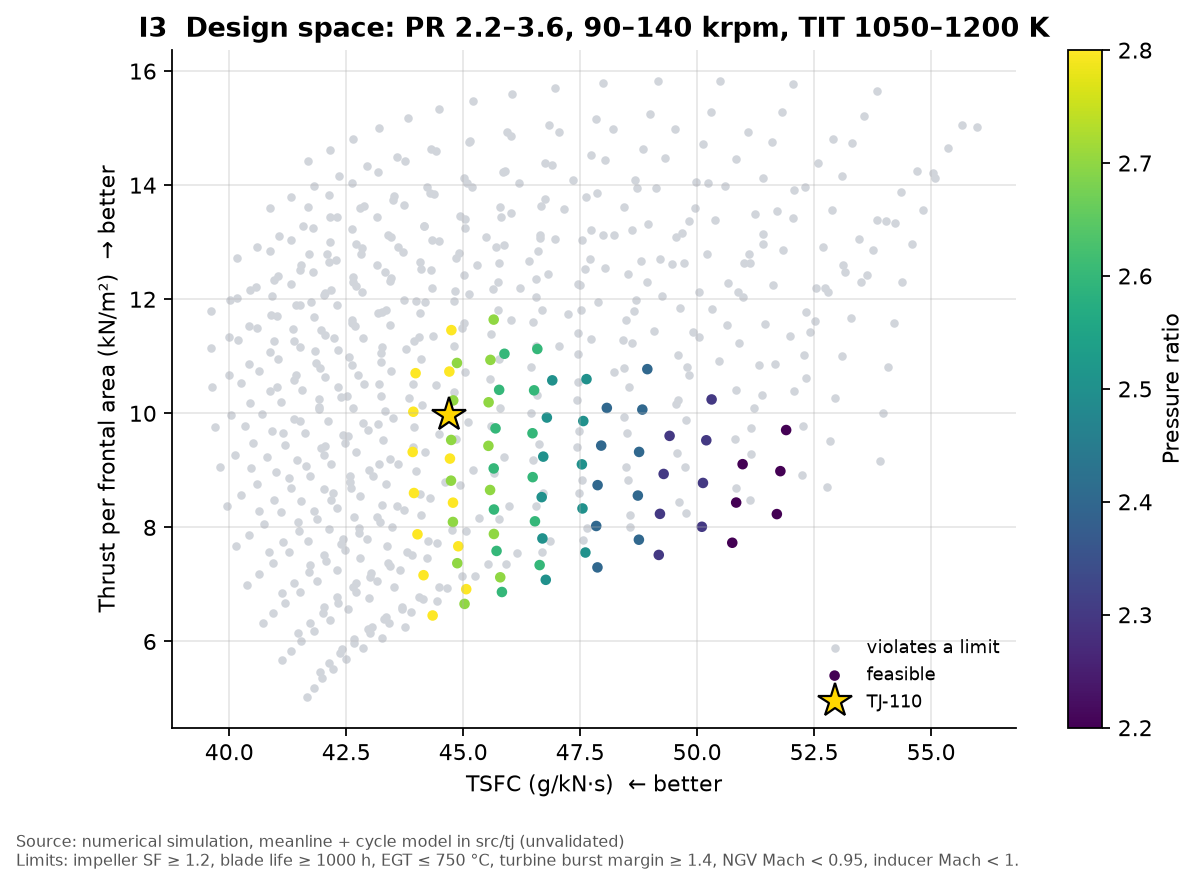 I3  Design space: PR 2.2–3.6, 90–140 krpm, TIT 1050–1200 K
Thrust per frontal area (kN/m²)  → better
16
14
12
10
8
6
40.0
42.5
45.0
47.5
50.0
52.5
55.0
TSFC (g/kN·s)  ← better
violates a limit
feasible
TJ-110
2.8
2.7
2.6
2.5
2.4
2.3
2.2
Pressure ratio
Source: numerical simulation, meanline + cycle model in src/tj (unvalidated)
Limits: impeller SF ≥ 1.2, blade life ≥ 1000 h, EGT ≤ 750 °C, turbine burst margin ≥ 1.4, NGV Mach < 0.95, inducer Mach < 1.